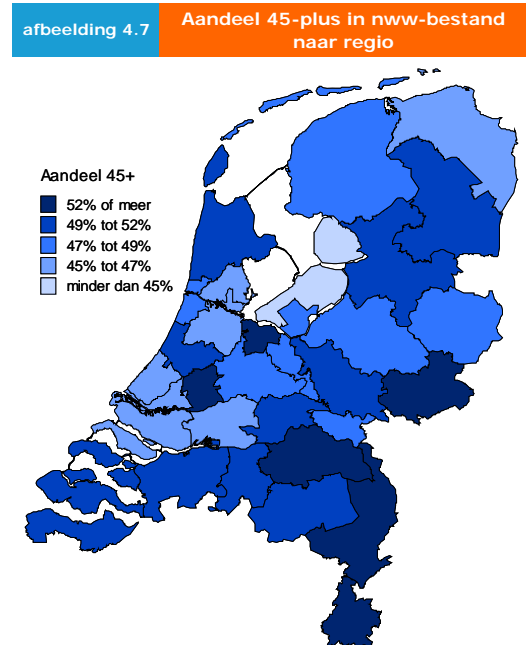 afbeelding 4.7
Aandeel 45-plus in nww-bestand
naar regio
Aandeel 45+
52% of meer
49% tot 52%
47% tot 49%
45% tot 47%
minder dan 45%